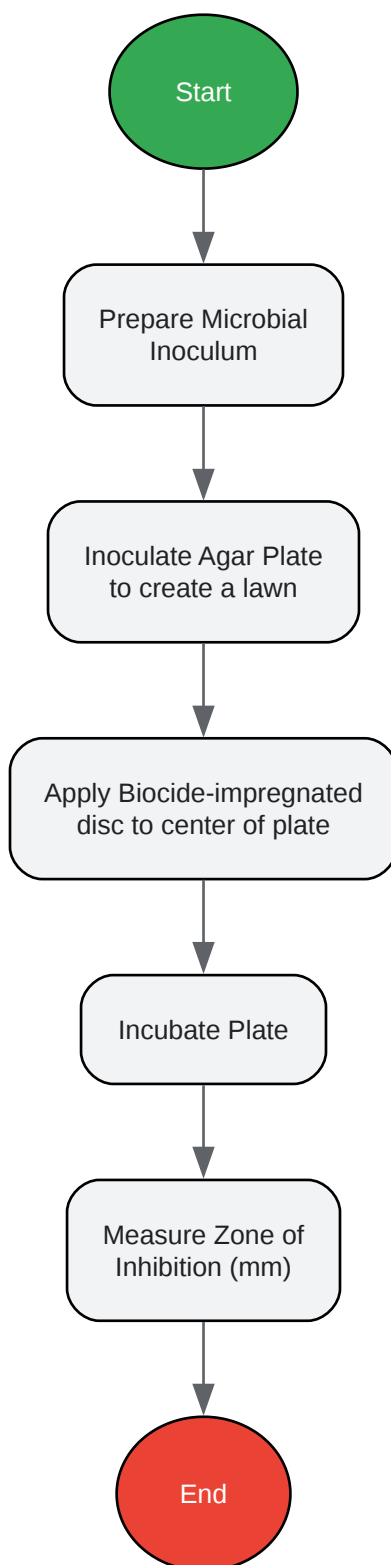 Start
Prepare Microbial
Inoculum
Inoculate Agar Plate
to create a lawn
Apply Biocide-impregnated
disc to center of plate
Incubate Plate
Measure Zone of
Inhibition (mm)
End